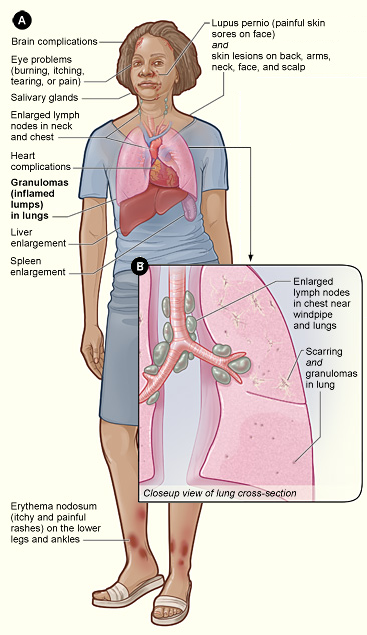 A
Brain complications
Eye problems
(burning, itching,
tearing, or pain)
Salivary glands
Enlarged lymph
nodes in neck
and chest
Heart
complications
Granulomas
(inflamed
lumps)
in lungs
Liver
enlargement
Spleen
enlargement
Lupus pernio (painful skin
sores on face)
and
skin lesions on back, arms,
neck, face, and scalp
B
Enlarged
lymph nodes
in chest near
windpipe
and lungs
Scarring
and
granulomas
in lung
Closeup view of lung cross-section
Erythema nodosum
(itchy and painful
rashes) on the lower
legs and ankles